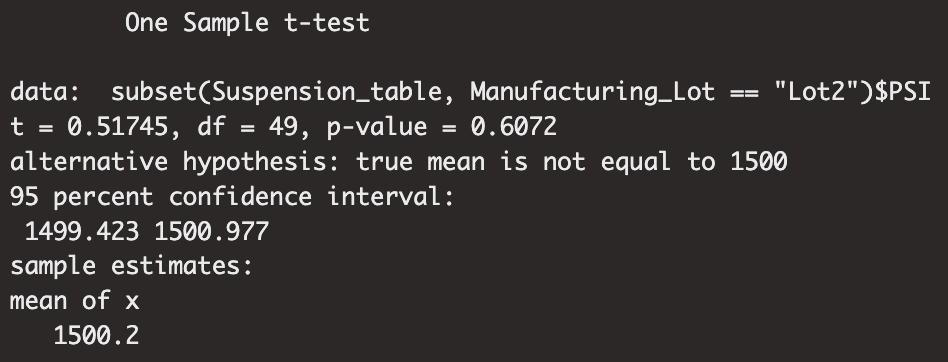 One Sample t-test
data:  subset(Suspension_table, Manufacturing_Lot == "Lot2")$PSI
t = 0.51745, df = 49, p-value = 0.6072
alternative hypothesis: true mean is not equal to 1500
95 percent confidence interval:
1499.423 1500.977
sample estimates:
mean of x
1500.2